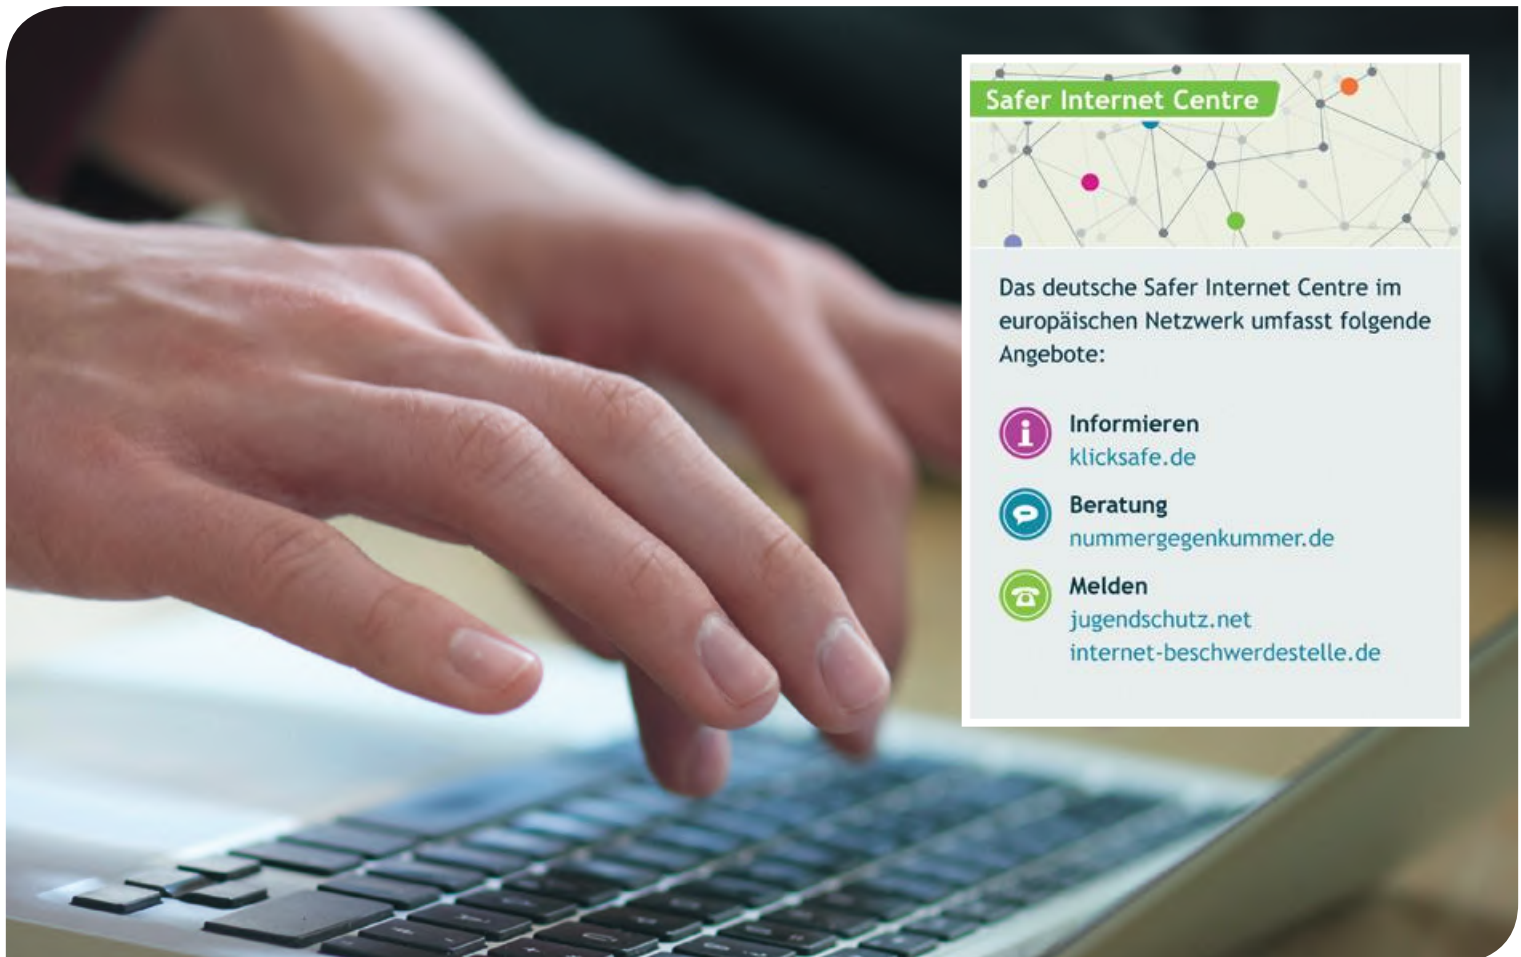 Safer Internet Centre
Das deutsche Safer Internet Centre im
europäischen Netzwerk umfasst folgende
Angebote:
Informieren
klicksafe.de
Beratung
nummergegenkummer.de
Melden
jugendschutz.net
internet-beschwerdestelle.de